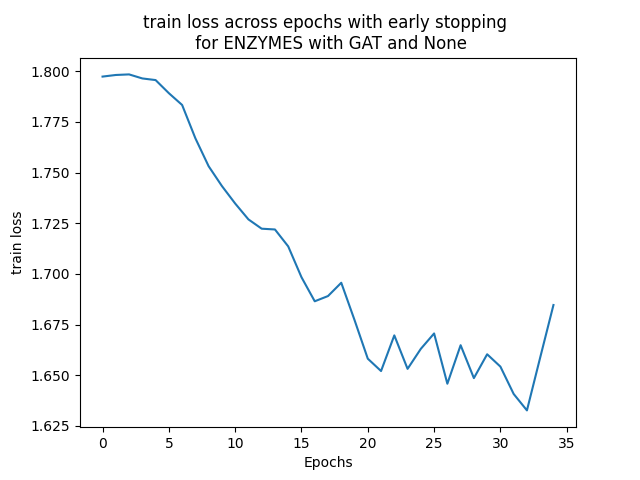 train loss across epochs with early stopping
for ENZYMES with GAT and None
1.800
1.775
1.750
1.725
1.700
1.675
1.650
1.625
train loss
0 5 10 15 20 25 30 35
Epochs